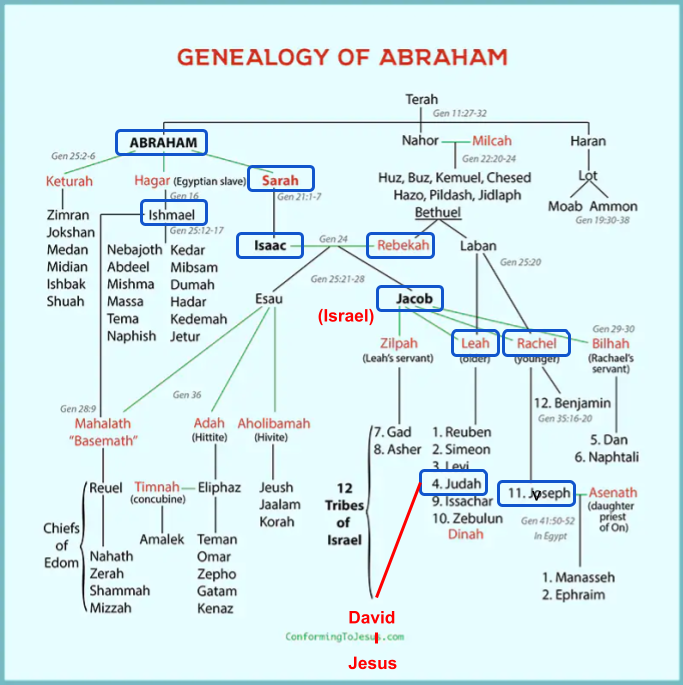 GENEALOGY OF ABRAHAM
Terah
Gen 11:27-32
ABRAHAM
Nahor
Milcah
Haran
Gen 25:2-6
Gen 22:20-24
Keturah
Hagar (Egyptian slave)
Sarah
Huz, Buz, Kemuel, Chesed
Hazo, Pildash, Jidlaph
Bethuel
Lot
Gen 16
Gen 21:1-7
Moab Ammon
Gen 19:30-38
Zimran
Jokshan
Medan
Midian
Ishbak
Shuah
Ishmael
Gen 25:12-17
Nebajoth
Abdeel
Mishma
Massa
Tema
Naphish
Kedar
Mibsam
Dumah
Hadar
Kedemah
Jetur
Isaac
Gen 24
Rebekah
Laban
Gen 25:20
Gen 25:21-28
Esau
Jacob
(Israel)
Gen 29-30
Zilpah
(Leah's servant)
Leah
(older)
Rachel
(younger)
Bilhah
(Rachael's
servant)
Gen 36
Gen 28:9
Mahalath
"Basemath"
Adah
(Hittite)
Aholibamah
(Hivite)
12. Benjamin
Gen 35:16-20
7. Gad
8. Asher
1. Reuben
2. Simeon
3. Levi
4. Judah
9. Issachar
10. Zebulun
Dinah
5. Dan
6. Naphtali
12
Tribes
of
Israel
11. Joseph
Asenath
(daughter
priest
of On)
Gen 41:50-52
In Egypt
1. Manasseh
2. Ephraim
Reuel
Timnah
(concubine)
Eliphaz
Jeush
Jaalam
Korah
Amalek
Chiefs
of
Edom
Nahath
Zerah
Shammah
Mizzah
Teman
Omar
Zepho
Gatam
Kenaz
David
ConformingToJesus.com
Jesus